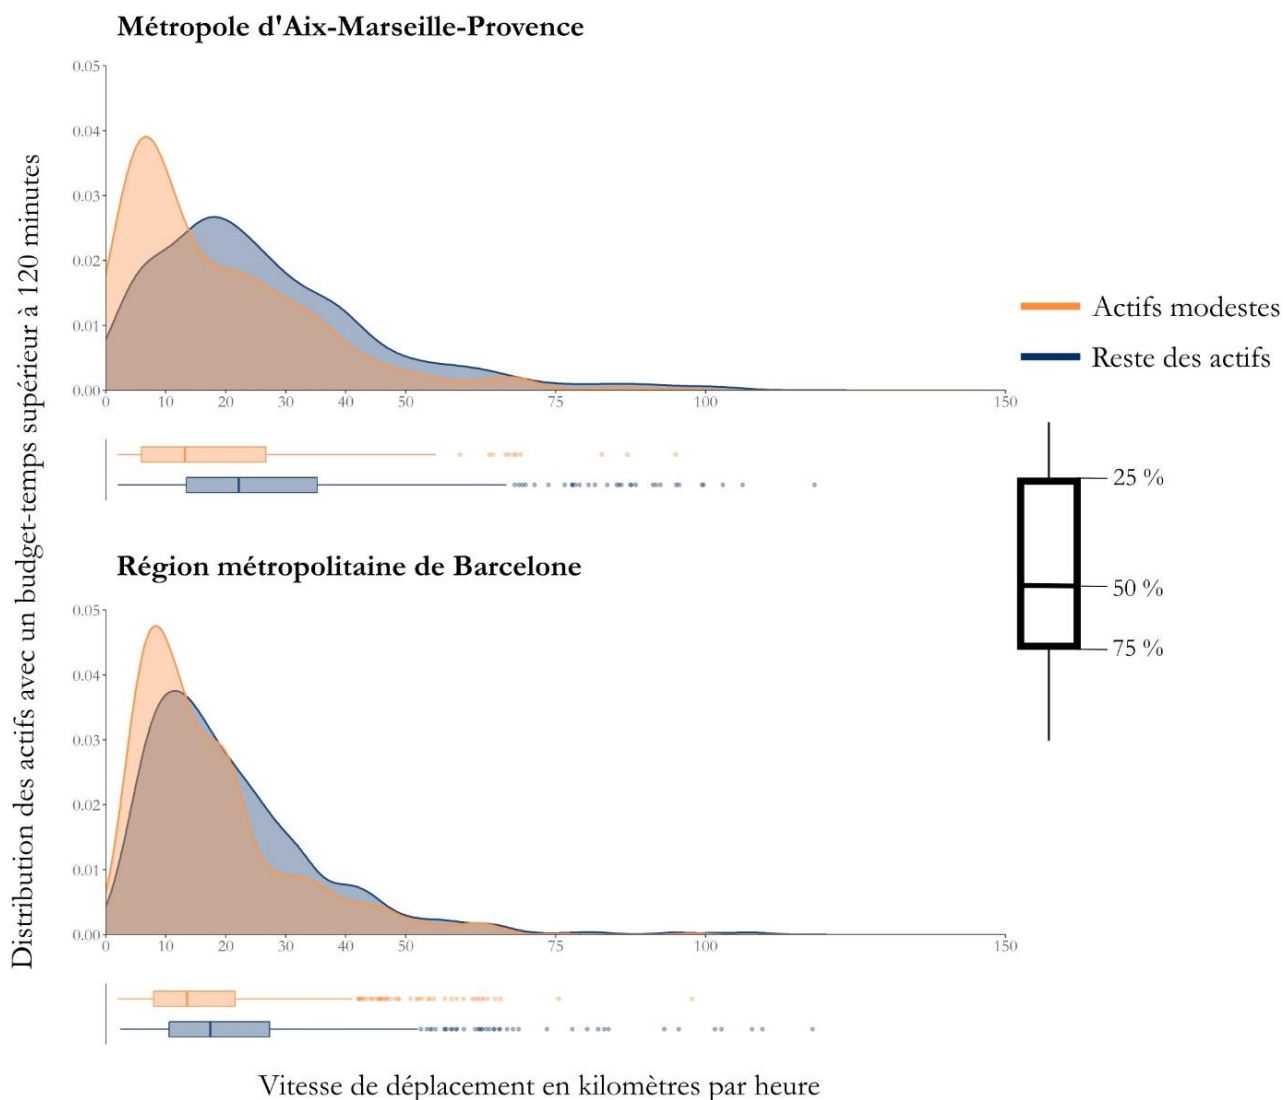 Métropole d'Aix-Marseille-Provence
Distribution des actifs avec un budget-temps supérieur à 120 minutes
0.05
0.04
0.03
0.02
0.01
0.00
0 10 20 30 40 50 75 100 150
Actifs modestes
Reste des actifs
25 %
50 %
75 %
Région métropolitaine de Barcelone
0.05
0.04
0.03
0.02
0.01
0.00
0 10 20 30 40 50 75 100 150
Vitesse de déplacement en kilomètres par heure